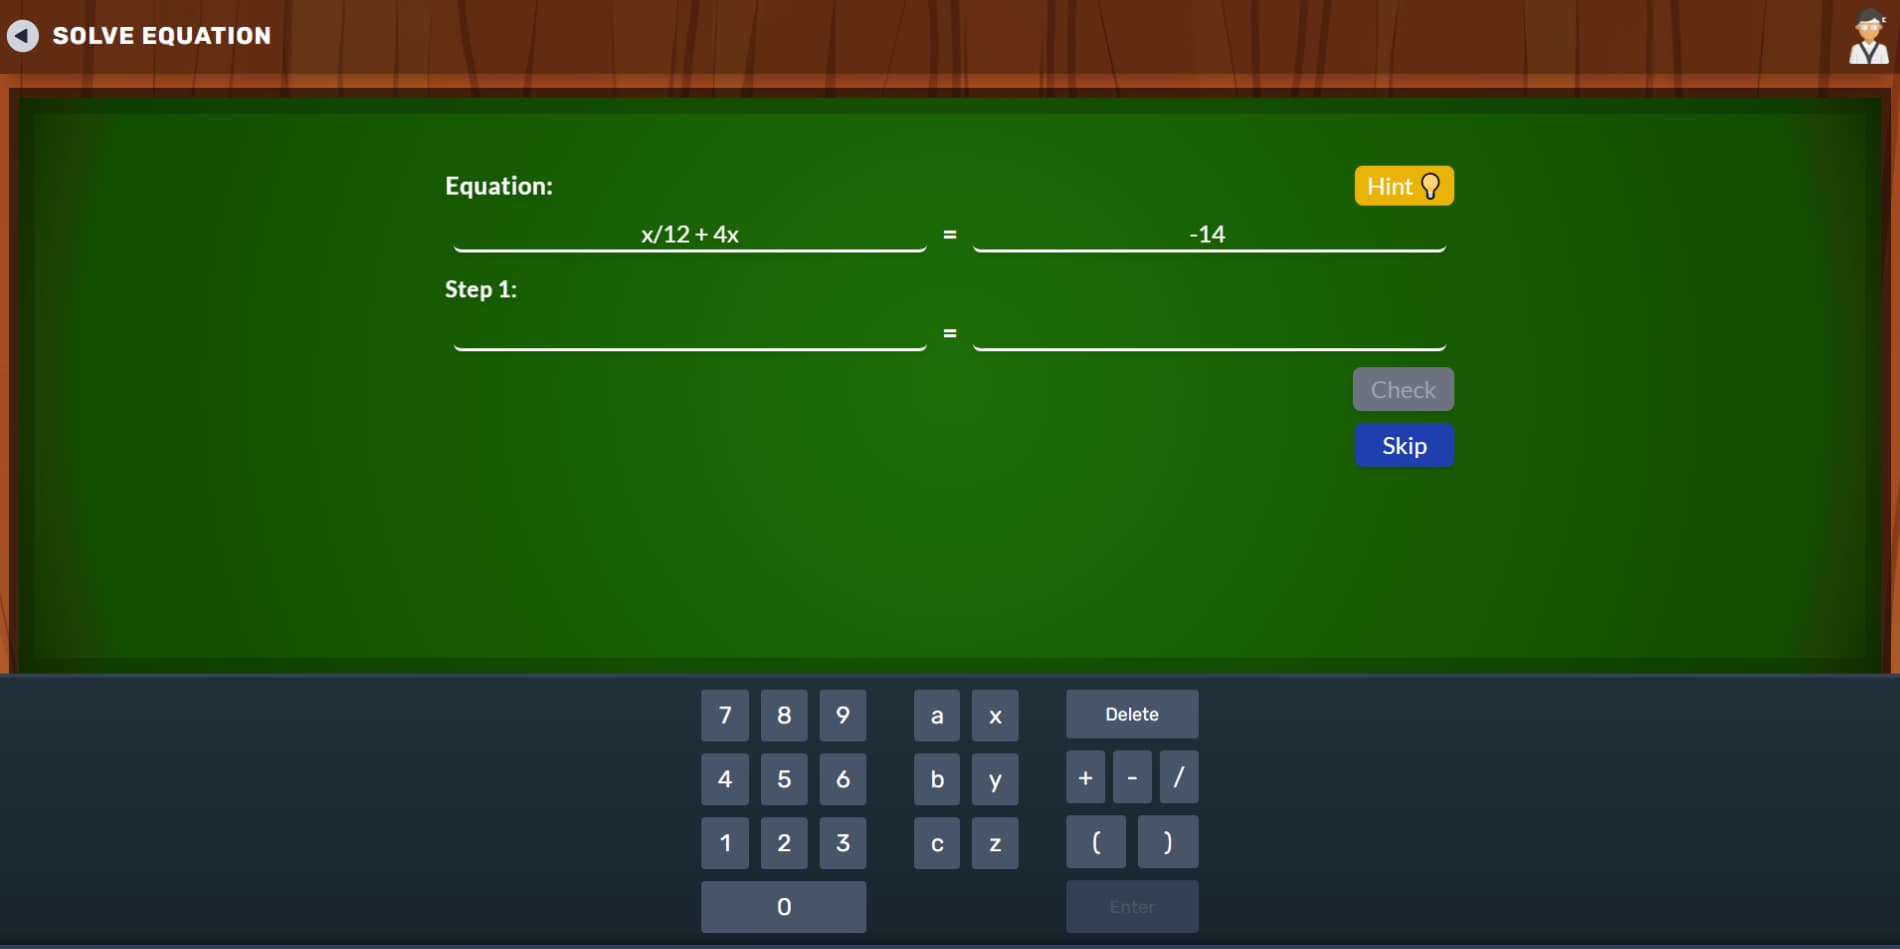 SOLVE EQUATION
Equation:
Hint
x/12 + 4x = -14
Step 1:
=
Check
Skip
7 8 9 a x Delete
4 5 6 b y + - /
1 2 3 c z ( )
0 Enter